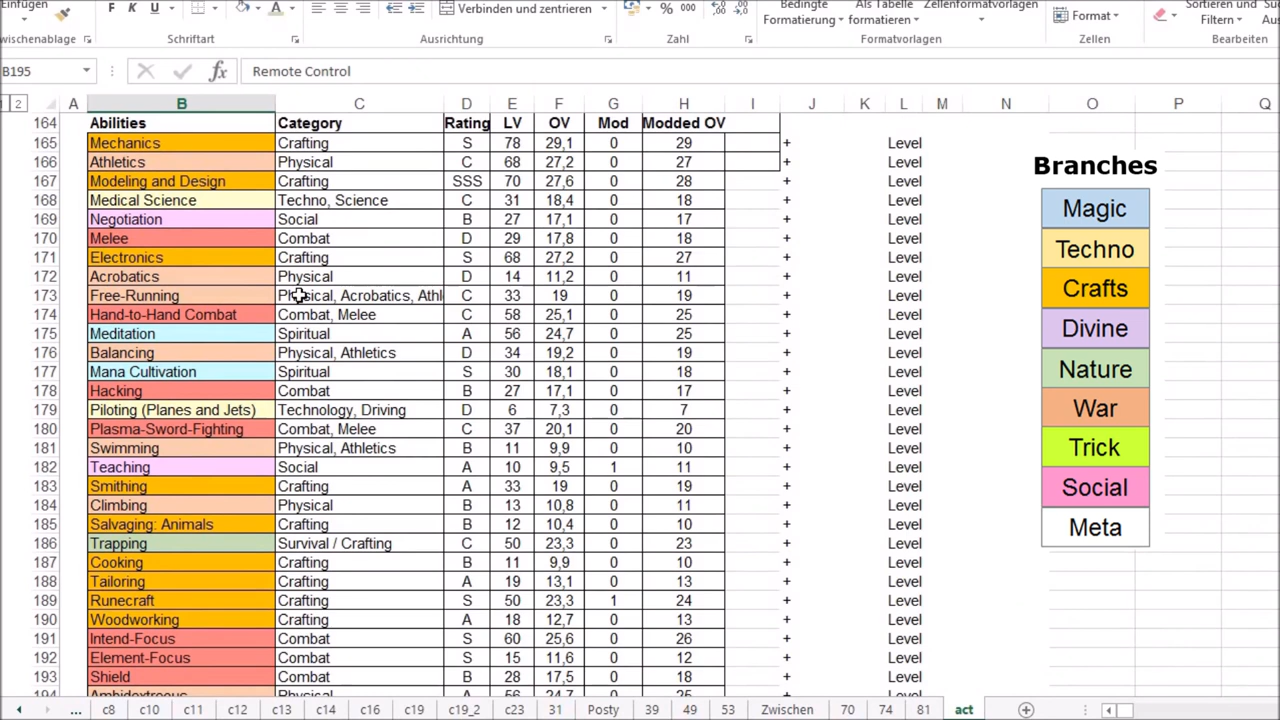 Einfügen
F K U
Verbinden und zentrieren
% 000
Bedingte Formatierung
Als Tabelle formatieren
Zellenformatvorlagen
Format
Sortieren und Filtern
Such
Ausw
wischenablage Schriftart Ausrichtung Zahl Formatvorlagen Zellen Bearbeiten
B195 fx Remote Control
1 2 A B C D E F G H I J K L M N O P Q
164 Abilities Category Rating LV OV Mod Modded OV
165 Mechanics Crafting S 78 29,1 0 29 + Level
166 Athletics Physical C 68 27,2 0 27 + Level
167 Modeling and Design Crafting SSS 70 27,6 0 28 + Level
168 Medical Science Techno, Science C 31 18,4 0 18 + Level
169 Negotiation Social B 27 17,1 0 17 + Level
170 Melee Combat D 29 17,8 0 18 + Level
171 Electronics Crafting S 68 27,2 0 27 + Level
172 Acrobatics Physical D 14 11,2 0 11 + Level
173 Free-Running Physical, Acrobatics, Athl C 33 19 0 19 + Level
174 Hand-to-Hand Combat Combat, Melee C 58 25,1 0 25 + Level
175 Meditation Spiritual A 56 24,7 0 25 + Level
176 Balancing Physical, Athletics D 34 19,2 0 19 + Level
177 Mana Cultivation Spiritual S 30 18,1 0 18 + Level
178 Hacking Combat B 27 17,1 0 17 + Level
179 Piloting (Planes and Jets) Technology, Driving D 6 7,3 0 7 + Level
180 Plasma-Sword-Fighting Combat, Melee C 37 20,1 0 20 + Level
181 Swimming Physical, Athletics B 11 9,9 0 10 + Level
182 Teaching Social A 10 9,5 1 11 + Level
183 Smithing Crafting A 33 19 0 19 + Level
184 Climbing Physical B 13 10,8 0 11 + Level
185 Salvaging: Animals Crafting B 12 10,4 0 10 + Level
186 Trapping Survival / Crafting C 50 23,3 0 23 + Level
187 Cooking Crafting B 11 9,9 0 10 + Level
188 Tailoring Crafting A 19 13,1 0 13 + Level
189 Runecraft Crafting S 50 23,3 1 24 + Level
190 Woodworking Crafting A 18 12,7 0 13 + Level
191 Intend-Focus Combat S 60 25,6 0 26 + Level
192 Element-Focus Combat S 15 11,6 0 12 + Level
193 Shield Combat B 28 17,5 0 18 + Level
194 Ambidextrous Physical A 56 24,7 0 25 + Level
Branches
Magic
Techno
Crafts
Divine
Nature
War
Trick
Social
Meta
... c8 c10 c11 c12 c13 c14 c16 c19 c19_2 c23 31 Posty 39 49 53 Zwischen 70 74 81 act